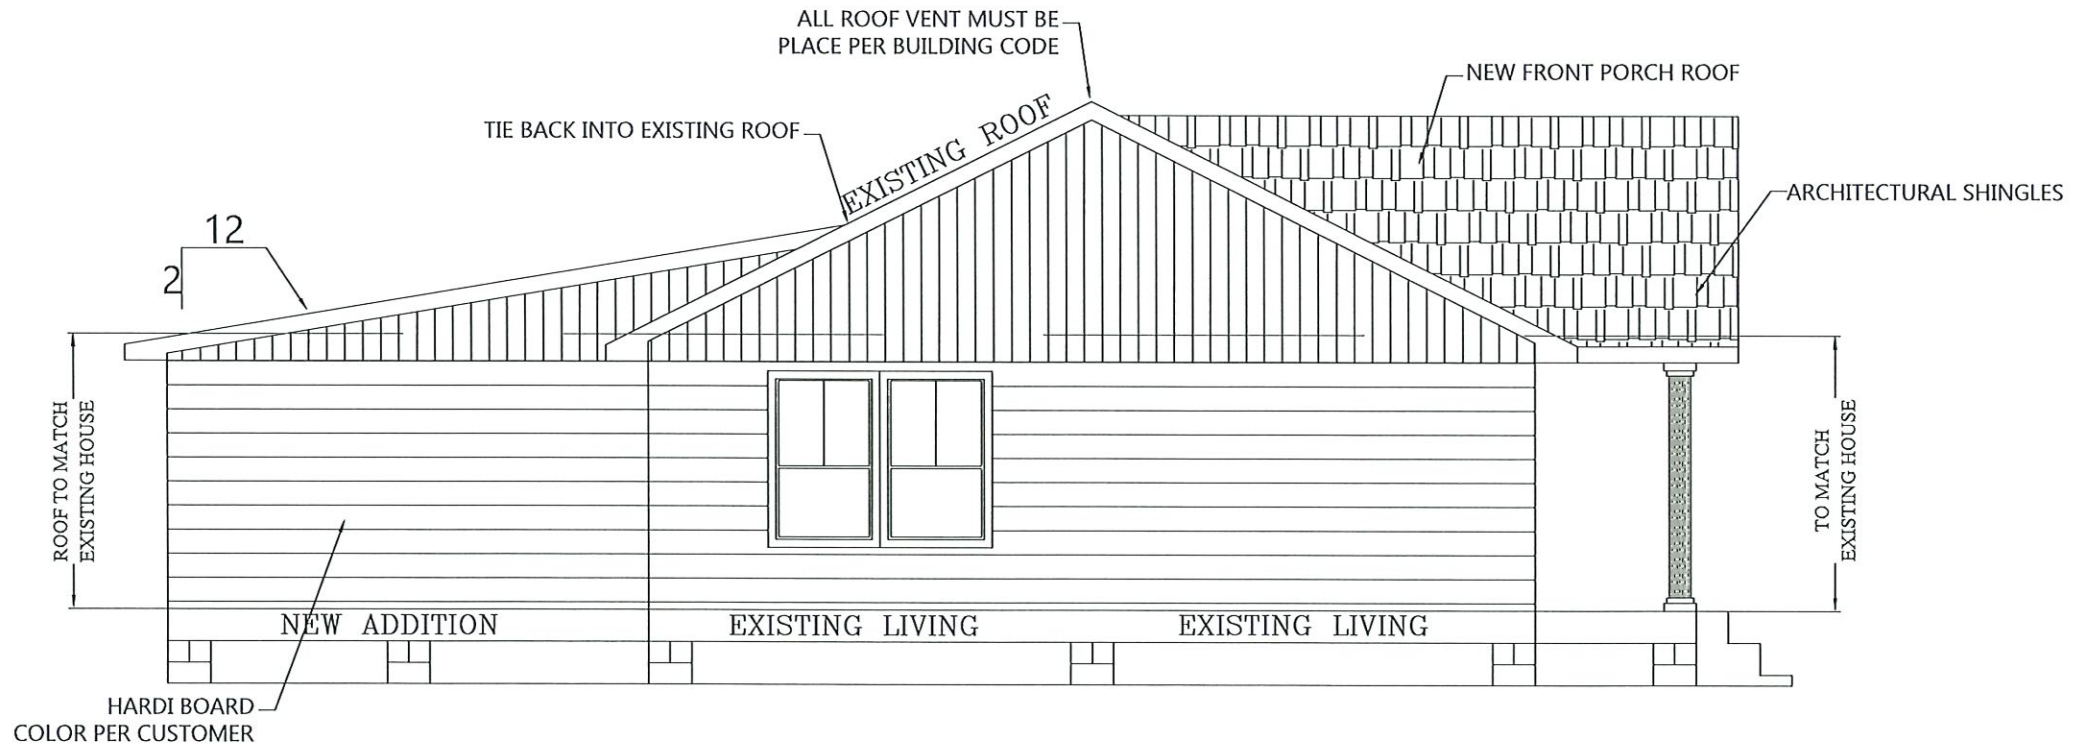 ALL ROOF VENT MUST BE
PLACE PER BUILDING CODE
NEW FRONT PORCH ROOF
TIE BACK INTO EXISTING ROOF
EXISTING ROOF
ARCHITECTURAL SHINGLES
12
2
ROOF TO MATCH
EXISTING HOUSE
TO MATCH
EXISTING HOUSE
NEW ADDITION
EXISTING LIVING
EXISTING LIVING
HARDI BOARD
COLOR PER CUSTOMER